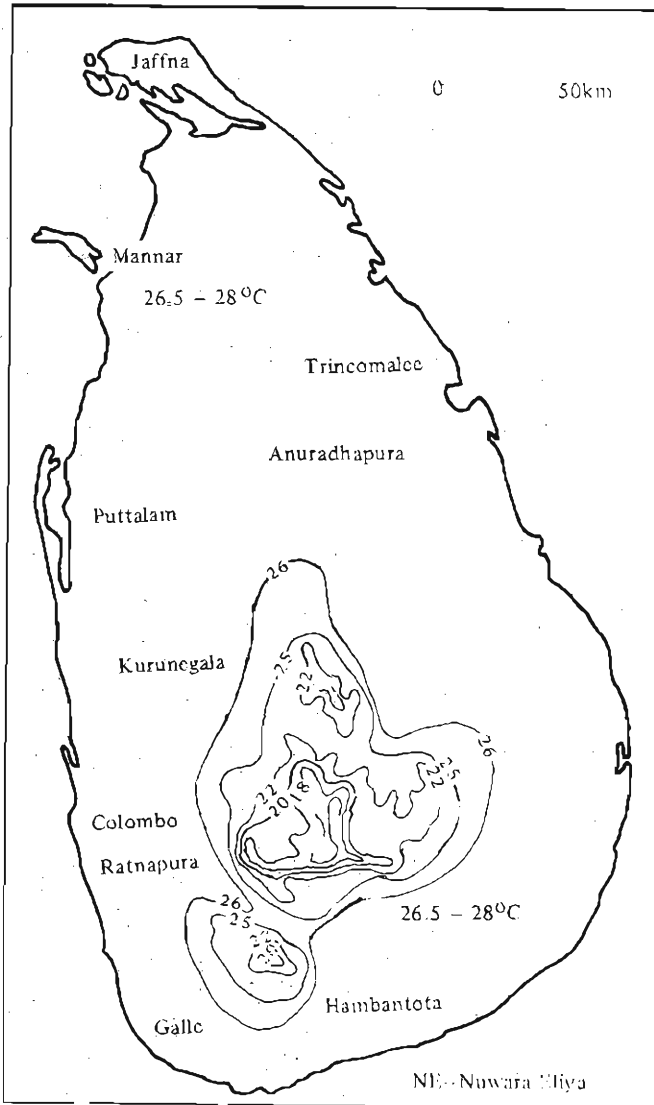 Jaffna
0 50km
Mannar
26.5 – 28°C
Trincomalee
Anuradhapura
Puttalam
26
Kurunegala
25
22
26
25
22
22
20
18
Colombo
Ratnapura
26
25
26.5 – 28°C
Hambantota
Galle
NE–Nuwara Eliya